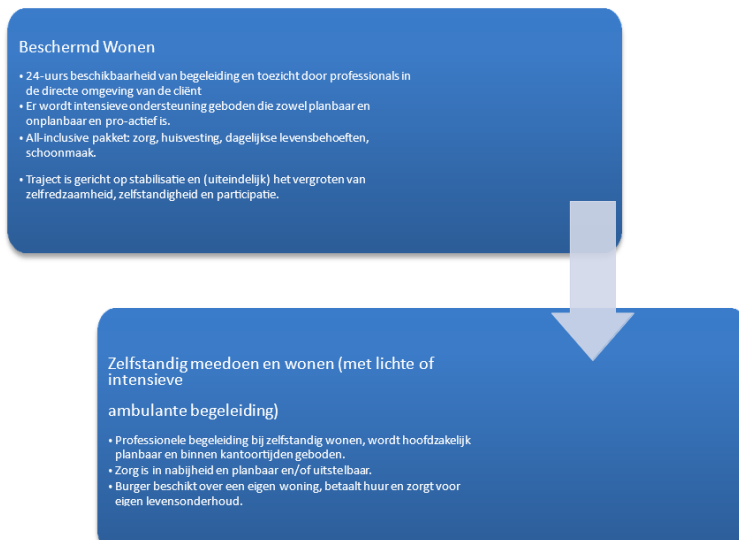 Beschermd Wonen
• 24-uurs beschikbaarheid van begeleiding en toezicht door professionals in
de directe omgeving van de cliënt
• Er wordt intensieve ondersteuning geboden die zowel planbaar en
onplanbaar en pro-actief is.
• All-inclusive pakket: zorg, huisvesting, dagelijkse levensbehoeften,
schoonmaak.
• Traject is gericht op stabilisatie en (uiteindelijk) het vergroten van
zelfredzaamheid, zelfstandigheid en participatie.
Zelfstandig meedoen en wonen (met lichte of
intensieve
ambulante begeleiding)
• Professionele begeleiding bij zelfstandig wonen, wordt hoofdzakelijk
planbaar en binnen kantoortijden geboden.
• Zorg is in nabijheid en planbaar en/of uitstelbaar.
• Burger beschikt over een eigen woning, betaalt huur en zorgt voor
eigen levensonderhoud.